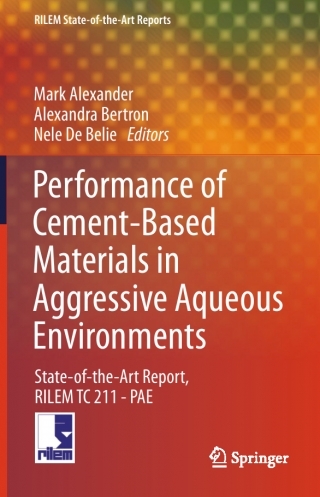 RILEM State-of-the-Art Reports
Mark Alexander
Alexandra Bertron
Nele De Belie Editors
Performance of
Cement-Based
Materials in
Aggressive Aqueous
Environments
State-of-the-Art Report,
RILEM TC 211 - PAE
rilem
Springer